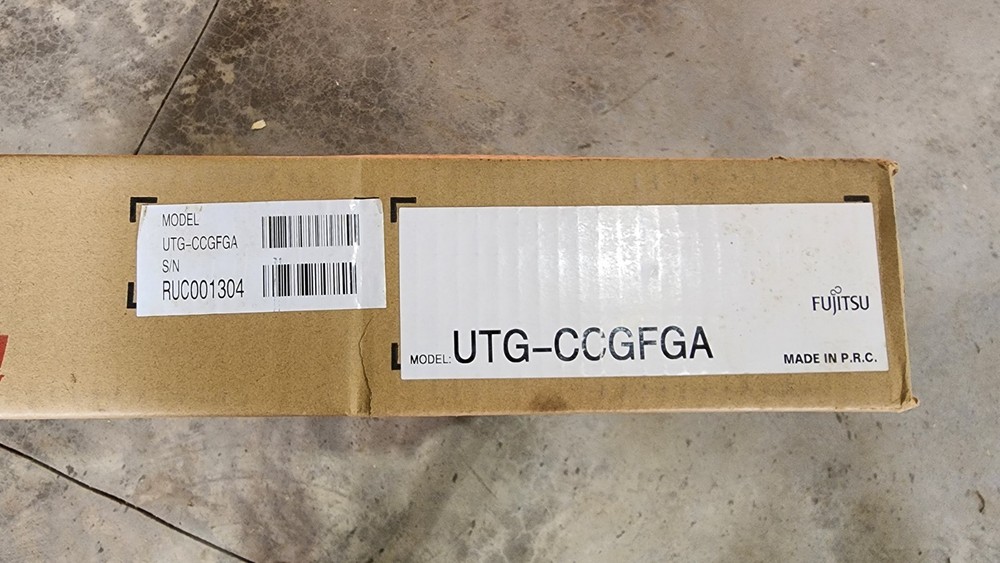 MODEL
UTG-CCGFGA
S/N
RUC001304
FUJITSU
MODEL: UTG-CCGFGA
MADE IN P.R.C.